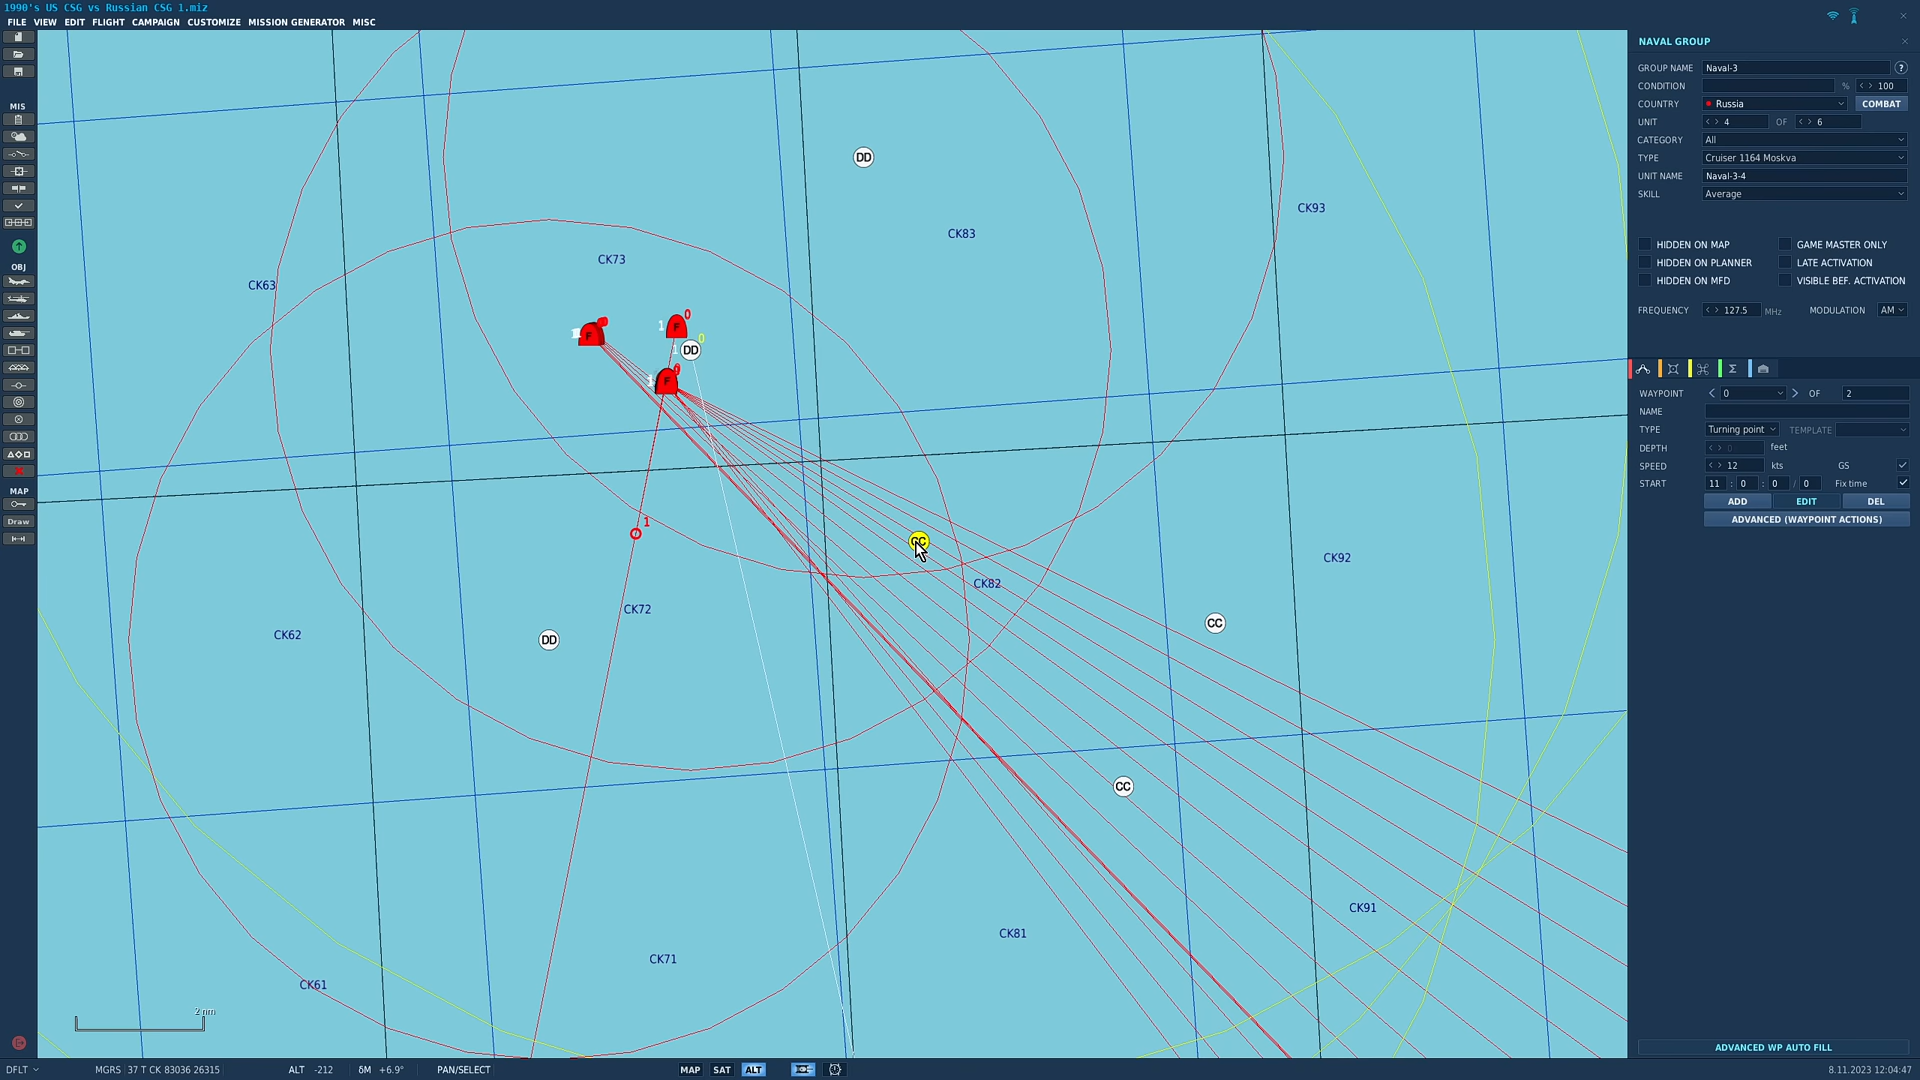 1990's US CSG vs Russian CSG 1.miz
FILE VIEW EDIT FLIGHT CAMPAIGN CUSTOMIZE MISSION GENERATOR MISC
MIS
OBJ
MAP
Draw
DD
CK93
CK83
CK73
CK63
F
1 F 0
1 DD 0
F
CC
1
CK92
CK82
CK72
CK62
CC
DD
CC
CK91
CK81
CK71
CK61
2 nm
NAVAL GROUP
GROUP NAME Naval-3 ?
CONDITION % < > 100
COUNTRY Russia COMBAT
UNIT < > 4 OF < > 6
CATEGORY All
TYPE Cruiser 1164 Moskva
UNIT NAME Naval-3-4
SKILL Average
HIDDEN ON MAP GAME MASTER ONLY
HIDDEN ON PLANNER LATE ACTIVATION
HIDDEN ON MFD VISIBLE BEF. ACTIVATION
FREQUENCY < > 127.5 MHz MODULATION AM
WAYPOINT < 0 > OF 2
NAME
TYPE Turning point TEMPLATE
DEPTH < > 0 feet
SPEED < > 12 kts GS
START 11 : 0 : 0 / 0 Fix time
ADD EDIT DEL
ADVANCED (WAYPOINT ACTIONS)
ADVANCED WP AUTO FILL
DFLT MGRS 37 T CK 83036 26315 ALT -212 δM +6.9° PAN/SELECT MAP SAT ALT 8.11.2023 12:04:47